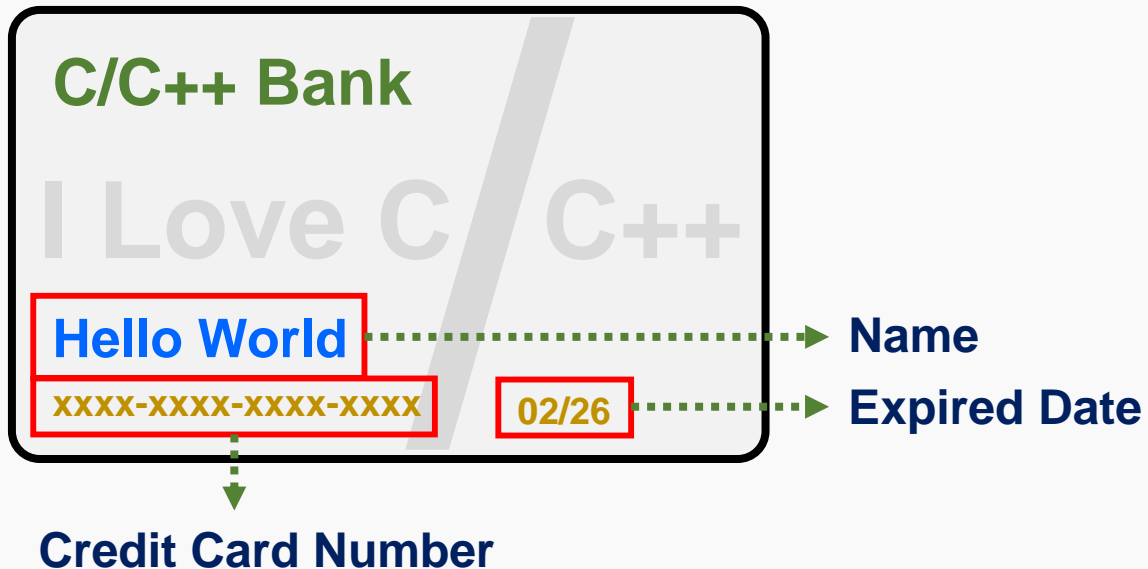 C/C++ Bank
I Love C/C++
Hello World
Name
xxxx-xxxx-xxxx-xxxx
02/26
Expired Date
Credit Card Number